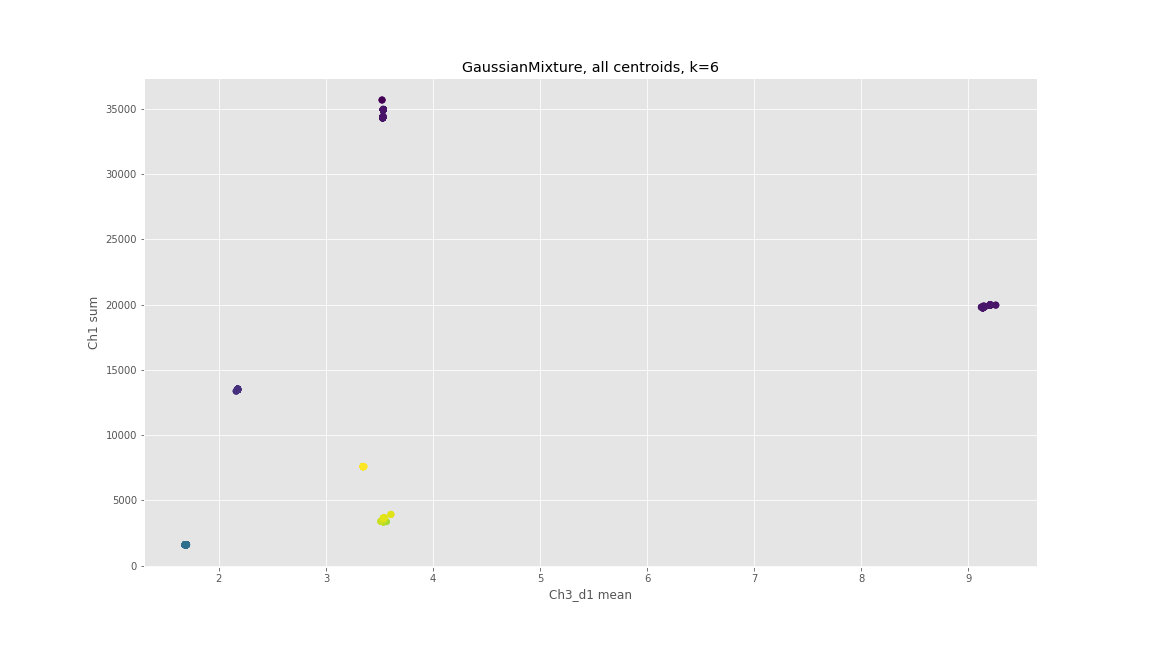 GaussianMixture, all centroids, k=6
35000
30000
25000
20000
15000
10000
5000
0
Ch1 sum
2 3 4 5 6 7 8 9
Ch3_d1 mean